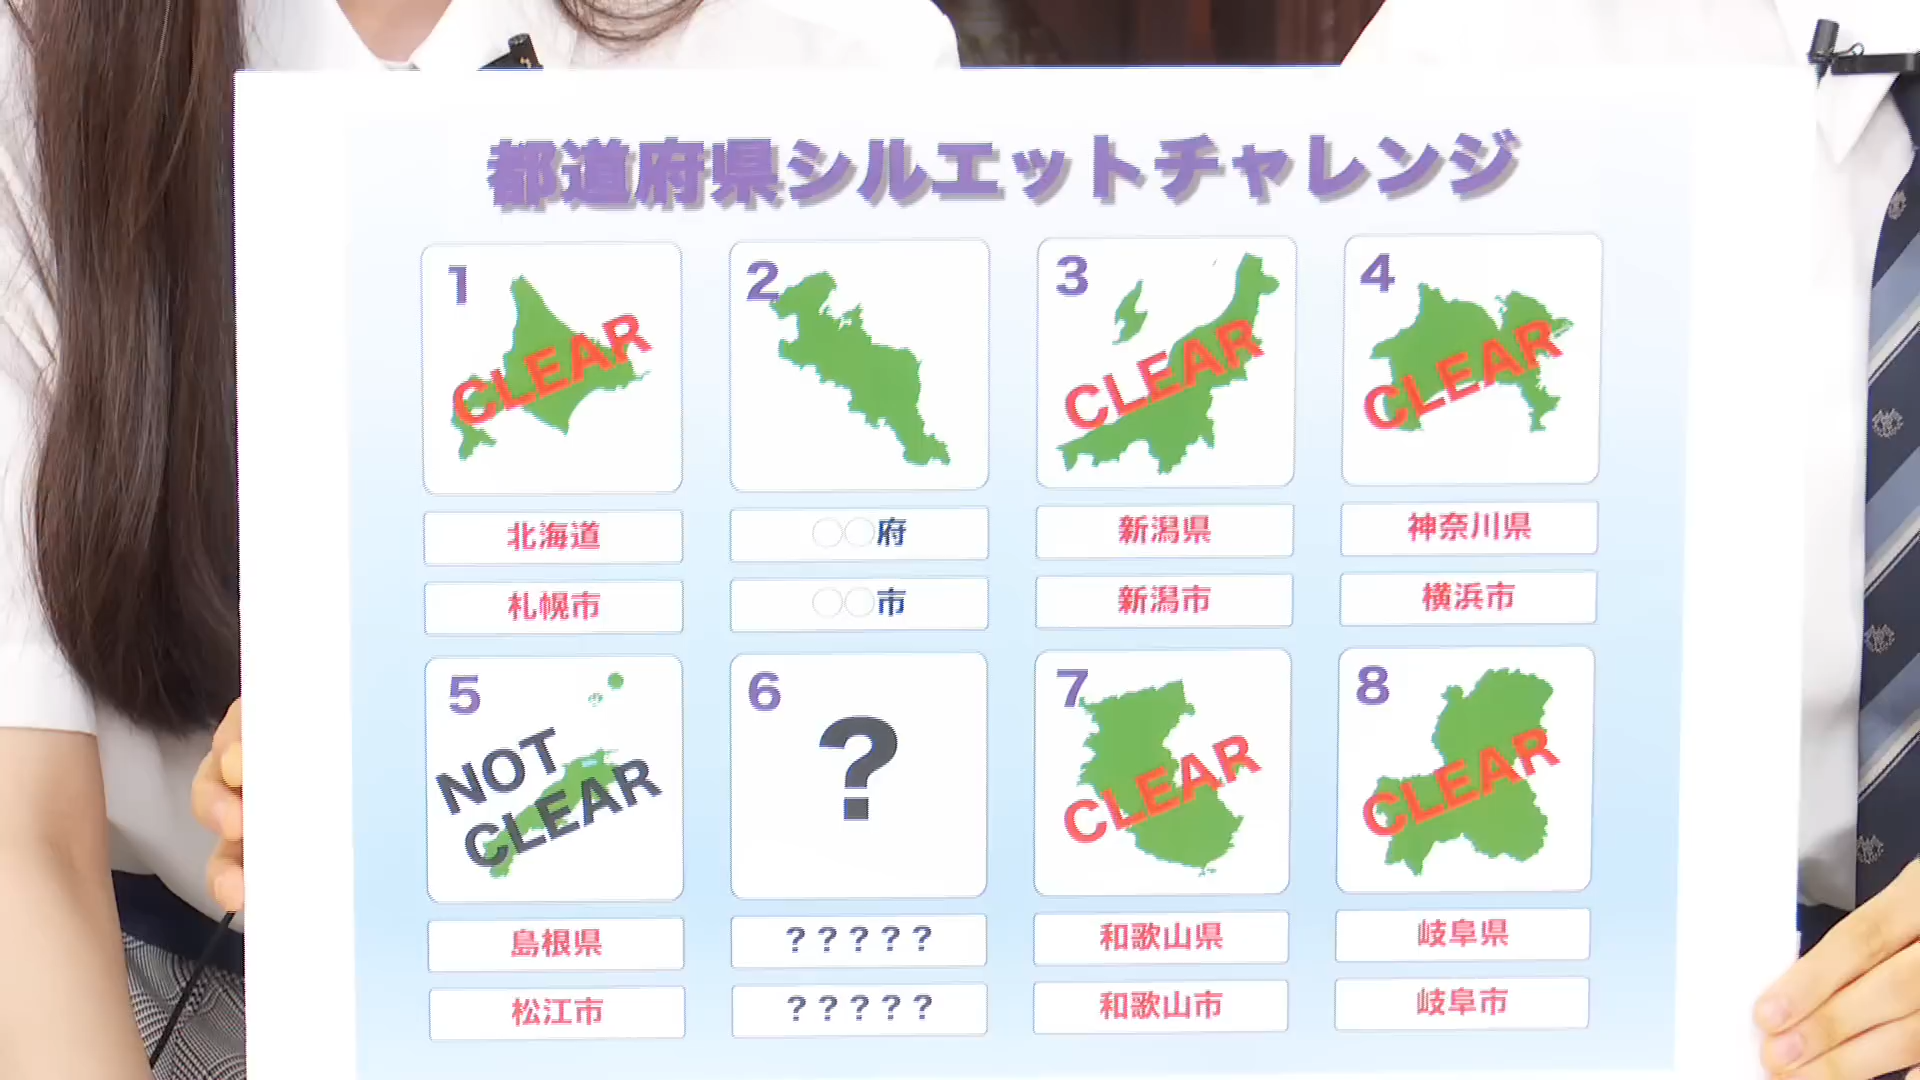 都道府県シルエットチャレンジ
1 CLEAR
2
3 CLEAR
4 CLEAR
北海道
〇〇府
新潟県
神奈川県
札幌市
〇〇市
新潟市
横浜市
5 NOT CLEAR
6 ?
7 CLEAR
8 CLEAR
島根県
?????
和歌山県
岐阜県
松江市
?????
和歌山市
岐阜市